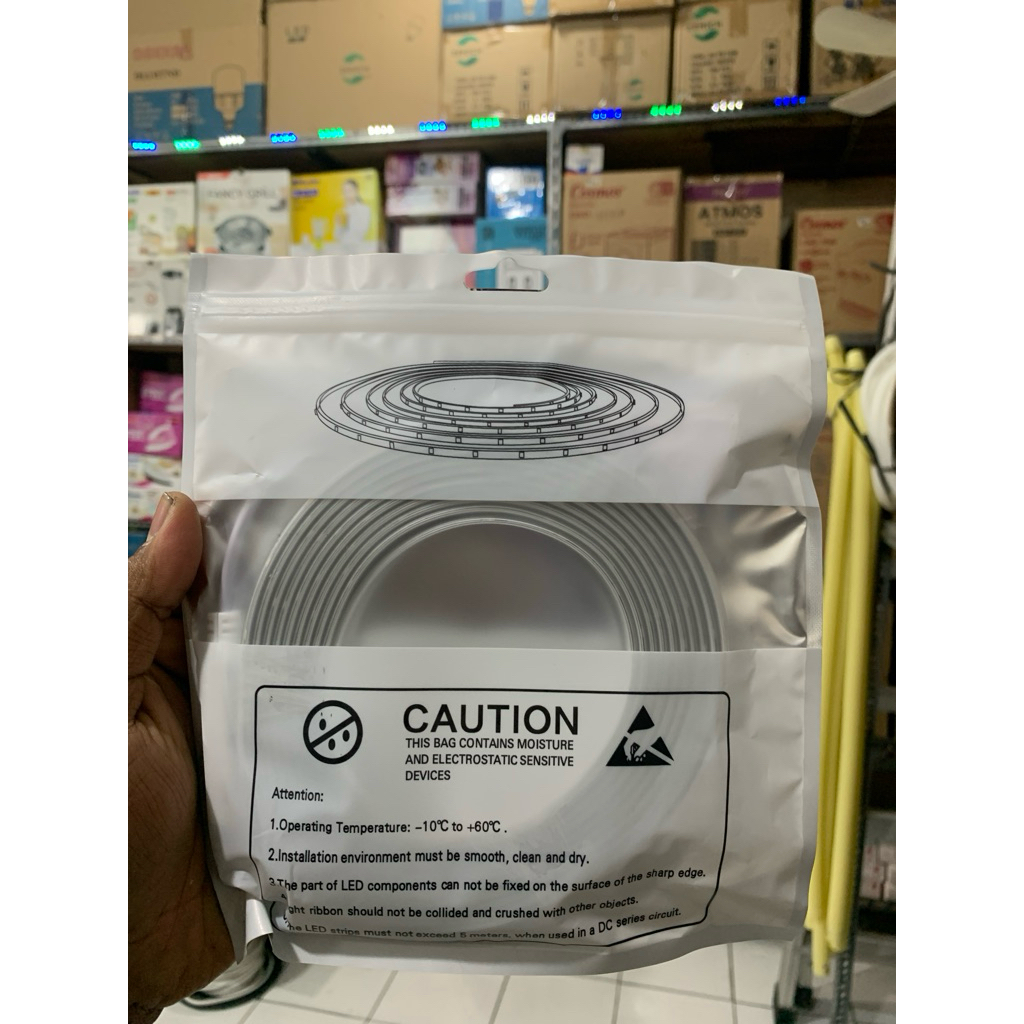 LED
FANCY GRILL
ATMOS
CAUTION
THIS BAG CONTAINS MOISTURE
AND ELECTROSTATIC SENSITIVE
DEVICES
Attention:
1.Operating Temperature: -10℃ to +60℃ .
2.Installation environment must be smooth, clean and dry.
3.The part of LED components can not be fixed on the surface of the sharp edge.
ribbon should not be collided and crushed with other objects.
LED strips must not exceed 5 meters, when used in a DC series circuit.